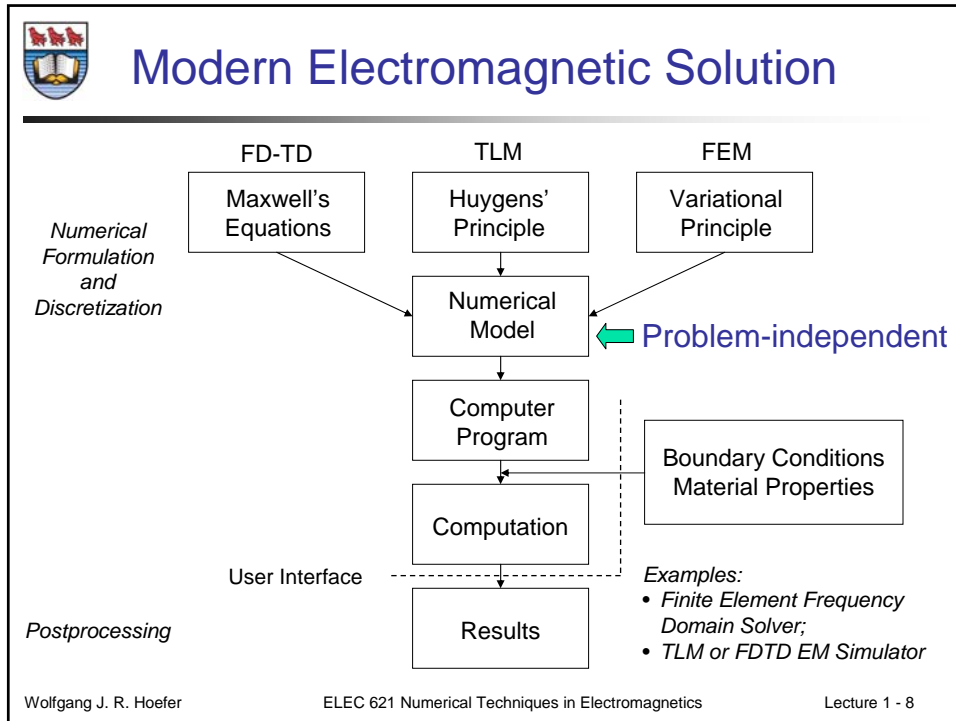 Modern Electromagnetic Solution
FD-TD
TLM
FEM
Maxwell's
Equations
Huygens'
Principle
Variational
Principle
Numerical
Formulation
and
Discretization
Numerical
Model
Problem-independent
Computer
Program
Boundary Conditions
Material Properties
Computation
User Interface
Examples:
• Finite Element Frequency
Domain Solver;
• TLM or FDTD EM Simulator
Postprocessing
Results
Wolfgang J. R. Hoefer
ELEC 621 Numerical Techniques in Electromagnetics
Lecture 1 - 8